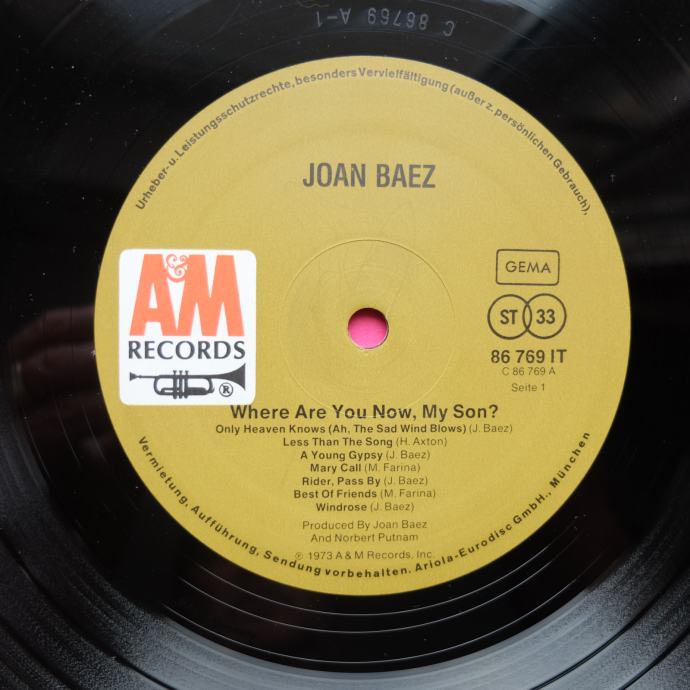 C 86769 A-1
Urheber- u. Leistungsschutzrechte, besonders Vervielfältigung (außer z. persönlichen Gebrauch),
JOAN BAEZ
GEMA
A&M
RECORDS
®
ST 33
86 769 IT
C 86 769 A
Seite 1
Where Are You Now, My Son?
Only Heaven Knows (Ah, The Sad Wind Blows) (J. Baez)
Less Than The Song (H. Axton)
A Young Gypsy (J. Baez)
Mary Call (M. Farina)
Rider, Pass By (J. Baez)
Best Of Friends (M. Farina)
Windrose (J. Baez)
Produced By Joan Baez
And Norbert Putnam
℗ 1973 A & M Records, Inc.
Vermietung, Aufführung, Sendung vorbehalten. Ariola-Eurodisc GmbH., München